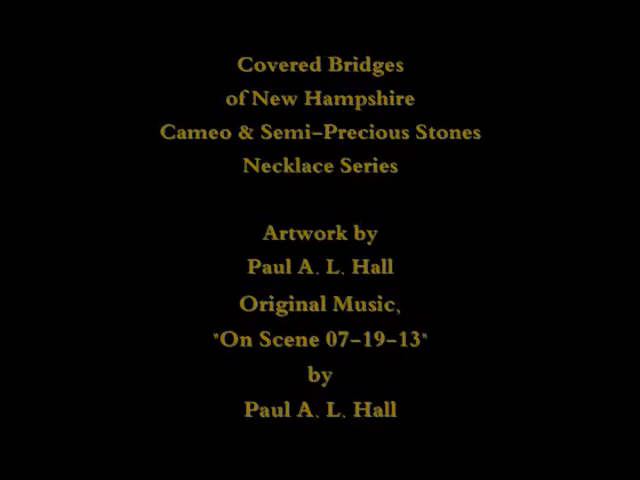 Covered Bridges
of New Hampshire
Cameo & Semi-Precious Stones
Necklace Series
Artwork by
Paul A. L. Hall
Original Music,
"On Scene 07-19-13"
by
Paul A. L. Hall